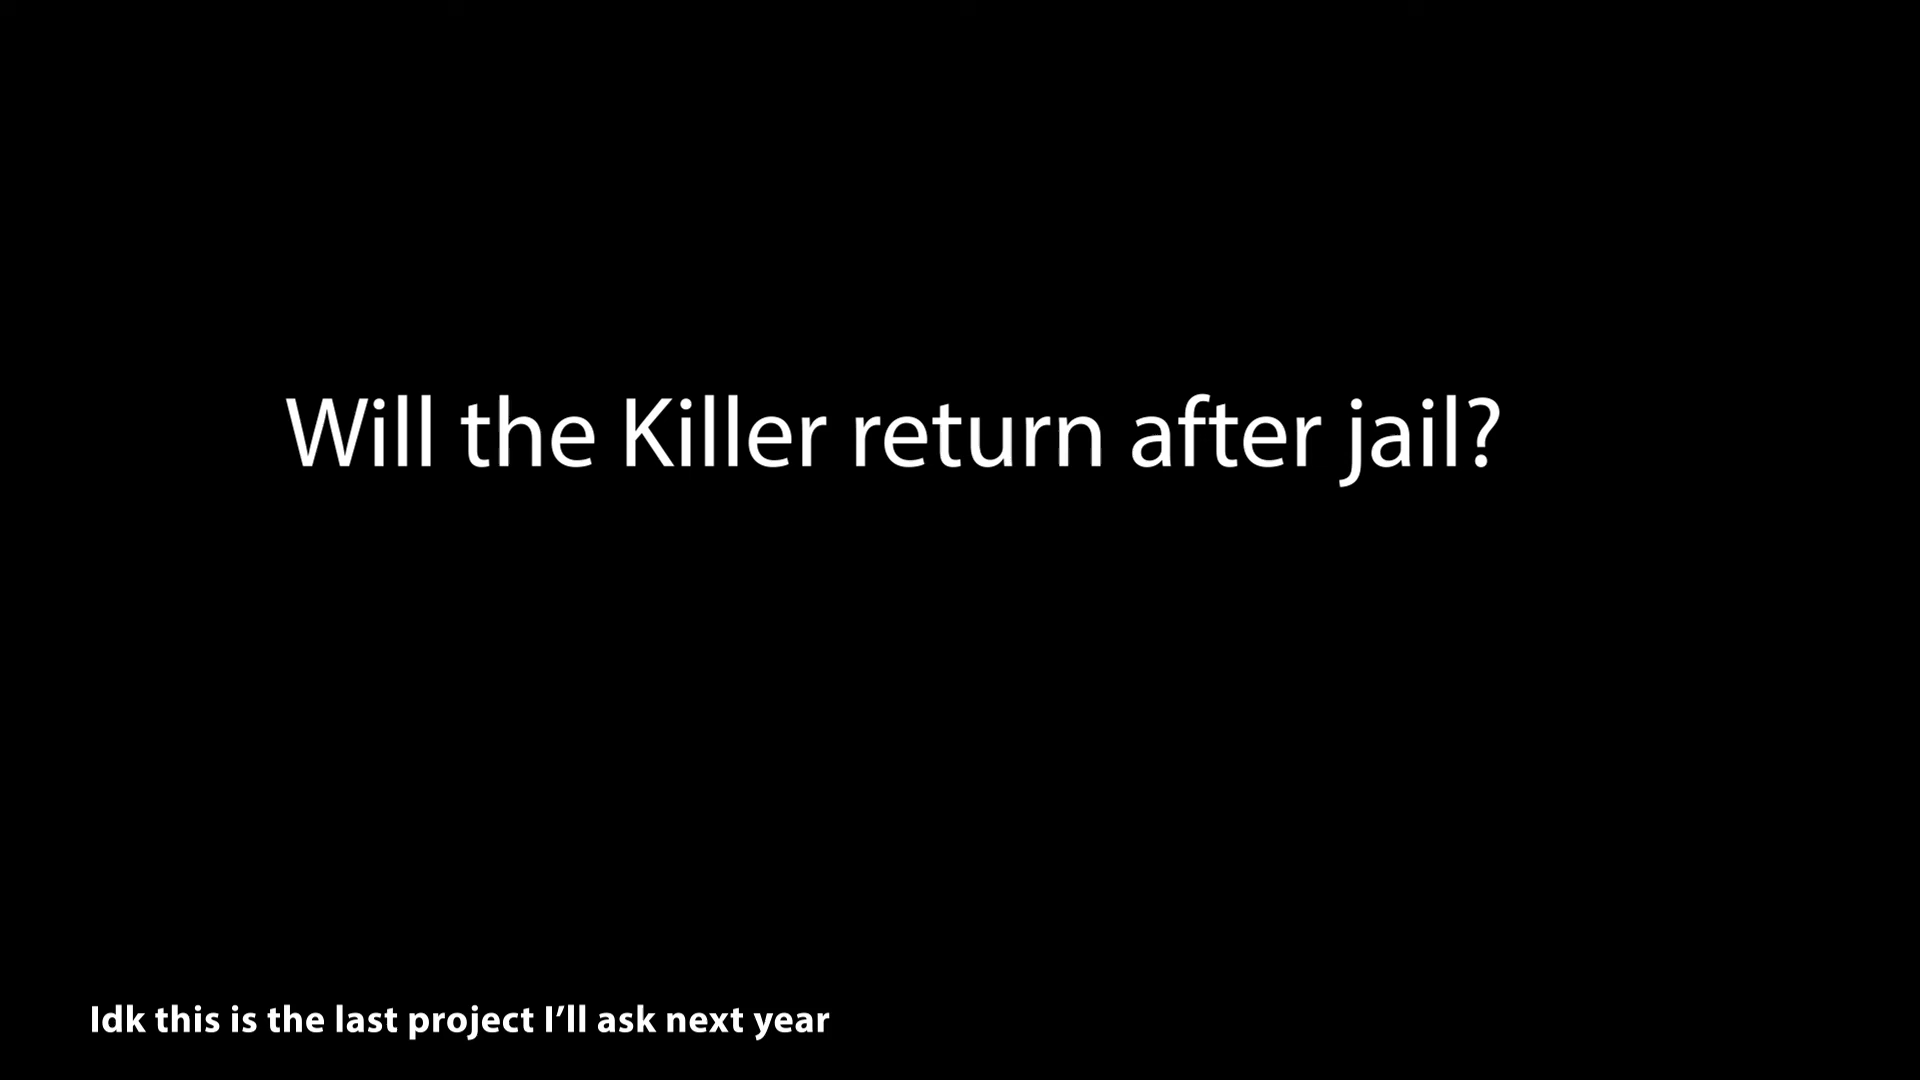 Will the Killer return after jail?
Idk this is the last project I’ll ask next year